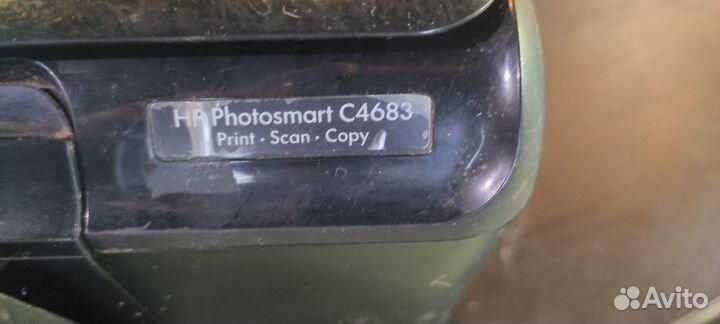 HP Photosmart C4683
Print · Scan · Copy
Avito